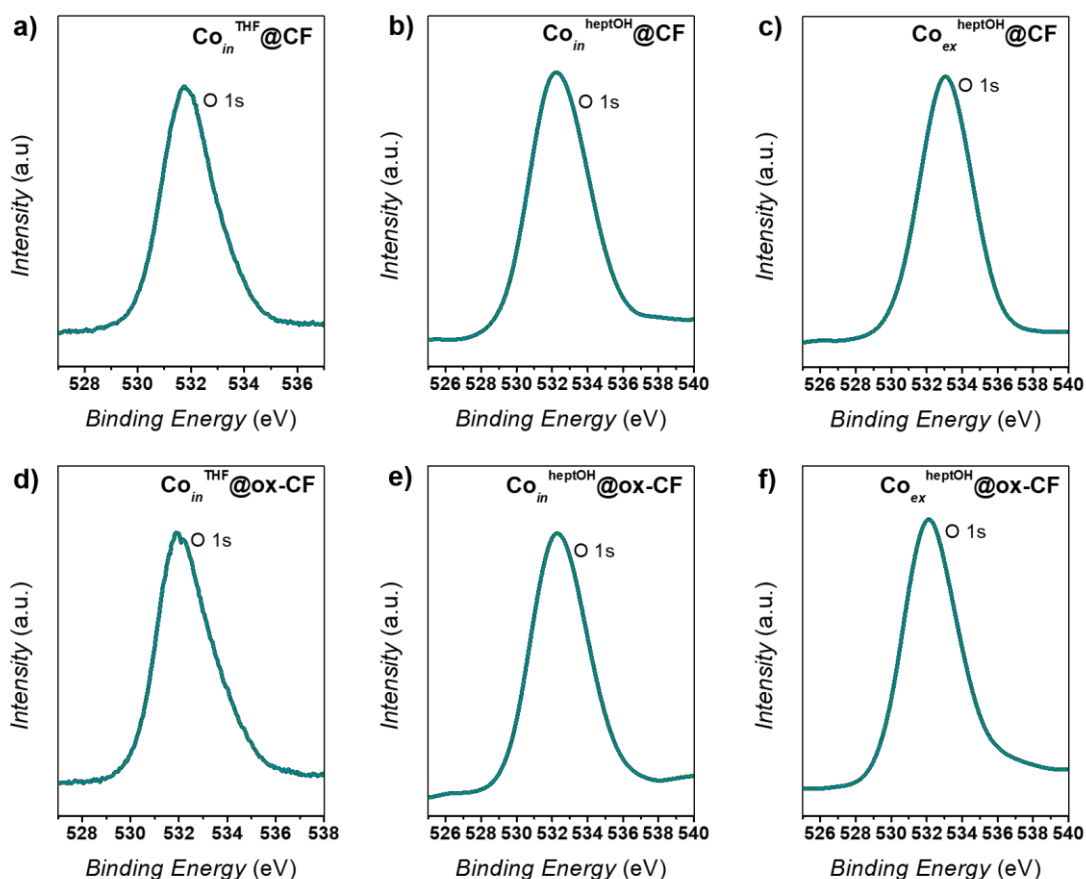 a) Co_in^THF@CF
O 1s
Intensity (a.u.)
528 530 532 534 536
Binding Energy (eV)
b) Co_in^heptOH@CF
O 1s
Intensity (a.u.)
526 528 530 532 534 536 538 540
Binding Energy (eV)
c) Co_ex^heptOH@CF
O 1s
Intensity (a.u.)
526 528 530 532 534 536 538 540
Binding Energy (eV)
d) Co_in^THF@ox-CF
O 1s
Intensity (a.u.)
528 530 532 534 536 538
Binding Energy (eV)
e) Co_in^heptOH@ox-CF
O 1s
Intensity (a.u.)
526 528 530 532 534 536 538 540
Binding Energy (eV)
f) Co_ex^heptOH@ox-CF
O 1s
Intensity (a.u.)
526 528 530 532 534 536 538 540
Binding Energy (eV)